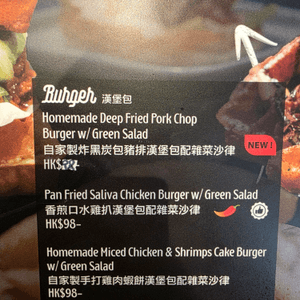 Burger 漢堡包
Homemade Deep Fried Pork Chop
Burger w/ Green Salad
自家製炸黑炭包豬排漢堡包配雜菜沙律
NEW!
HK$
Pan Fried Saliva Chicken Burger w/ Green Salad
香煎口水雞扒漢堡包配雜菜沙律
HK$98-
Homemade Miced Chicken & Shrimps Cake Burger
w/ Green Salad
自家製手打雞肉蝦餅漢堡包配雜菜沙律
HK$98-